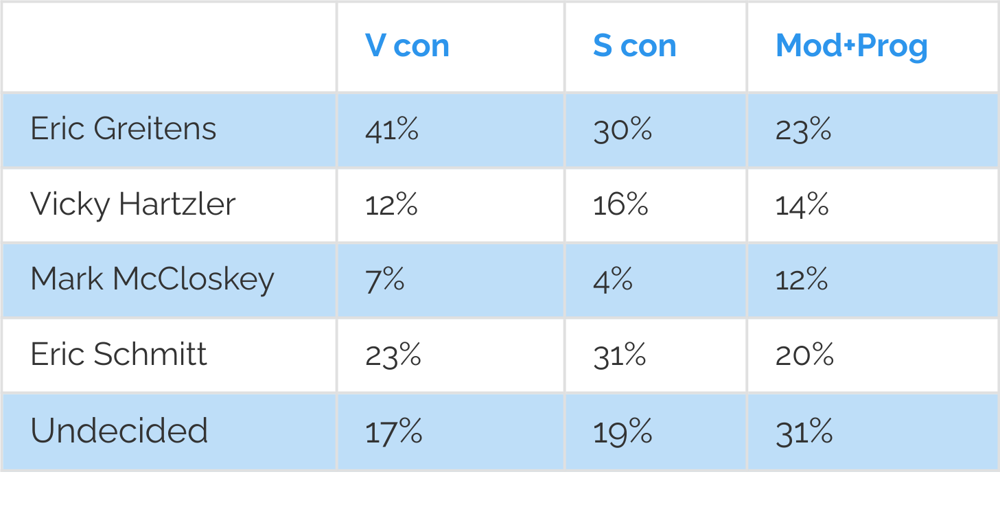 V con S con Mod+Prog
Eric Greitens 41% 30% 23%
Vicky Hartzler 12% 16% 14%
Mark McCloskey 7% 4% 12%
Eric Schmitt 23% 31% 20%
Undecided 17% 19% 31%